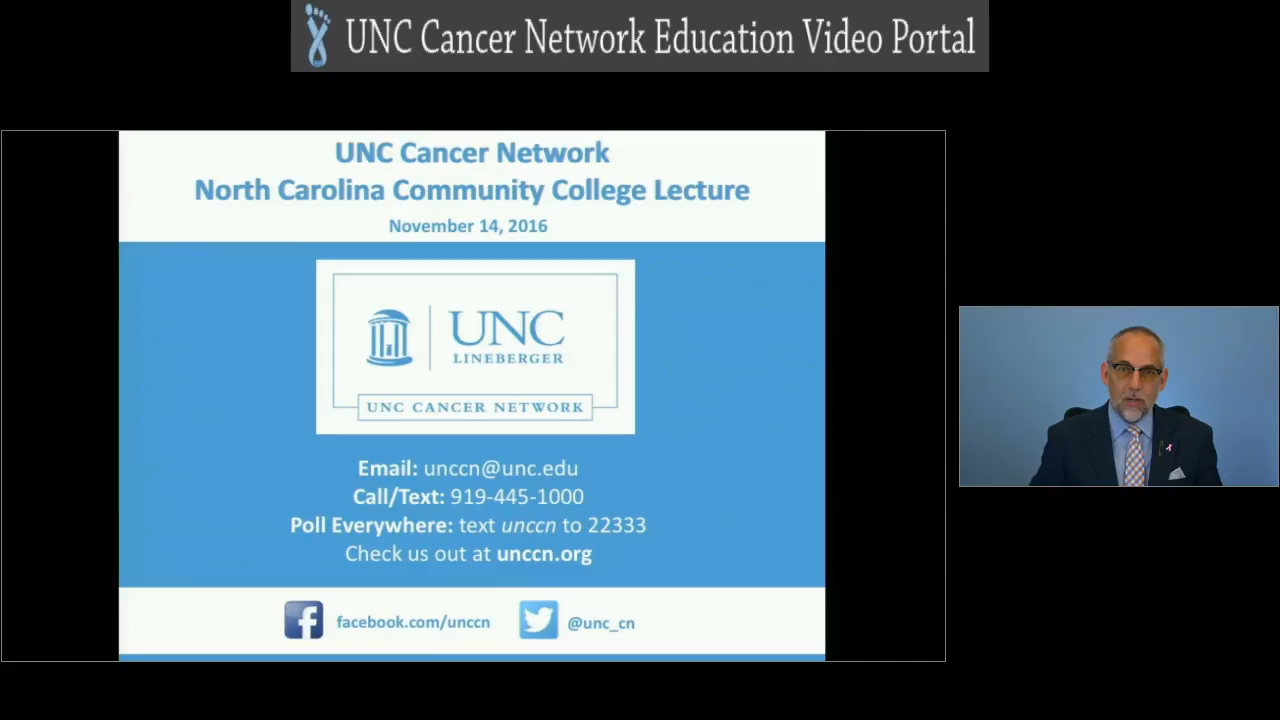 UNC Cancer Network Education Video Portal
UNC Cancer Network
North Carolina Community College Lecture
November 14, 2016
UNC
LINEBERGER
UNC CANCER NETWORK
Email: unccn@unc.edu
Call/Text: 919-445-1000
Poll Everywhere: text unccn to 22333
Check us out at unccn.org
facebook.com/unccn
@unc_cn